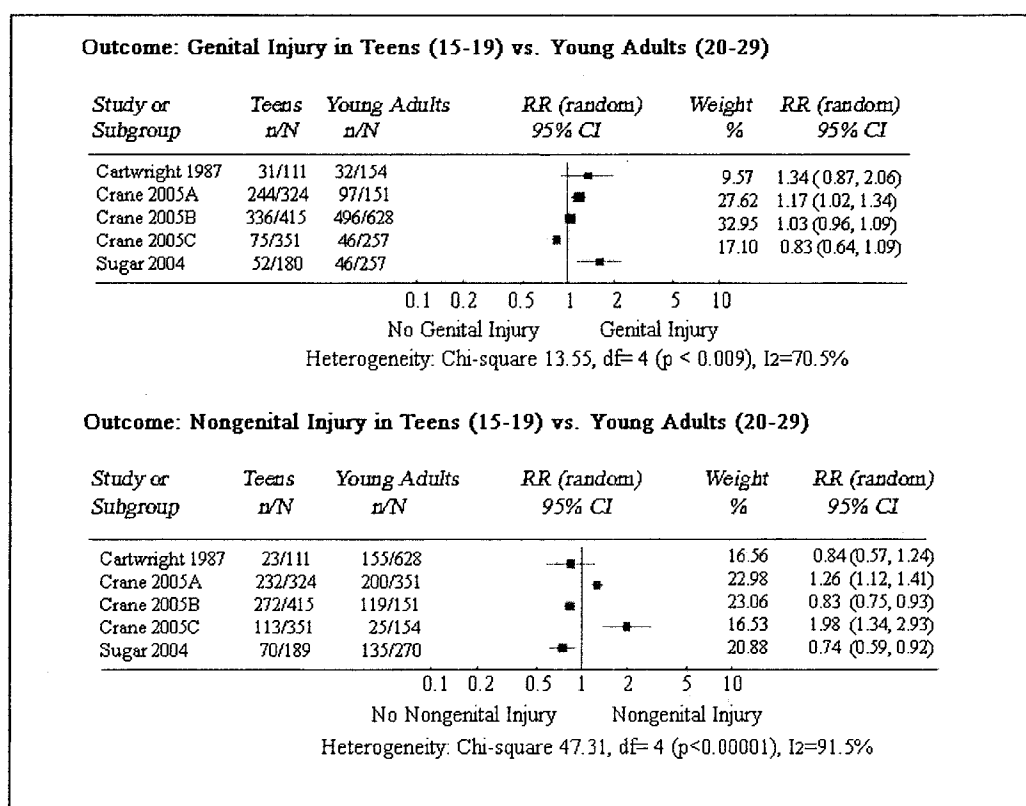 Outcome: Genital Injury in Teens (15-19) vs. Young Adults (20-29)
Study or Teens Young Adults RR (random) Weight RR (random)
Subgroup n/N n/N 95% CI % 95% CI
Cartwright 1987 31/111 32/154 9.57 1.34 (0.87, 2.06)
Crane 2005A 244/324 97/151 27.62 1.17 (1.02, 1.34)
Crane 2005B 336/415 496/628 32.95 1.03 (0.96, 1.09)
Crane 2005C 75/351 46/257 17.10 0.83 (0.64, 1.09)
Sugar 2004 52/180 46/257
0.1 0.2 0.5 1 2 5 10
No Genital Injury Genital Injury
Heterogeneity: Chi-square 13.55, df= 4 (p < 0.009), I2=70.5%
Outcome: Nongenital Injury in Teens (15-19) vs. Young Adults (20-29)
Study or Teens Young Adults RR (random) Weight RR (random)
Subgroup n/N n/N 95% CI % 95% CI
Cartwright 1987 23/111 155/628 16.56 0.84 (0.57, 1.24)
Crane 2005A 232/324 200/351 22.98 1.26 (1.12, 1.41)
Crane 2005B 272/415 119/151 23.06 0.83 (0.75, 0.93)
Crane 2005C 113/351 25/154 16.53 1.98 (1.34, 2.93)
Sugar 2004 70/189 135/270 20.88 0.74 (0.59, 0.92)
0.1 0.2 0.5 1 2 5 10
No Nongenital Injury Nongenital Injury
Heterogeneity: Chi-square 47.31, df= 4 (p<0.00001), I2=91.5%